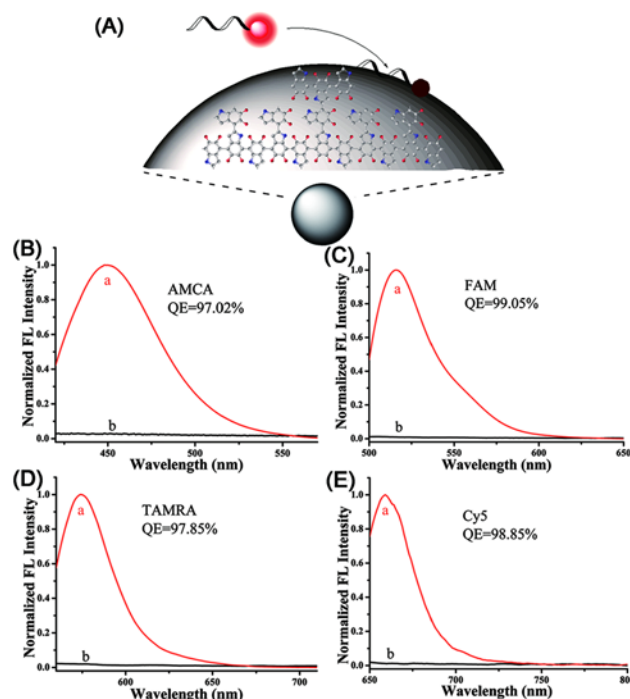 (A)
(B)
Normalized FL Intensity
1.0
0.8
0.6
0.4
0.2
0.0
a
AMCA
QE=97.02%
b
450
500
550
Wavelength (nm)
(C)
Normalized FL Intensity
1.0
0.8
0.6
0.4
0.2
0.0
a
FAM
QE=99.05%
b
500
550
600
650
Wavelength (nm)
(D)
Normalized FL Intensity
1.0
0.8
0.6
0.4
0.2
0.0
a
TAMRA
QE=97.85%
b
600
650
700
Wavelength (nm)
(E)
Normalized FL Intensity
1.0
0.8
0.6
0.4
0.2
0.0
a
Cy5
QE=98.85%
b
650
700
750
Wavelength (nm)